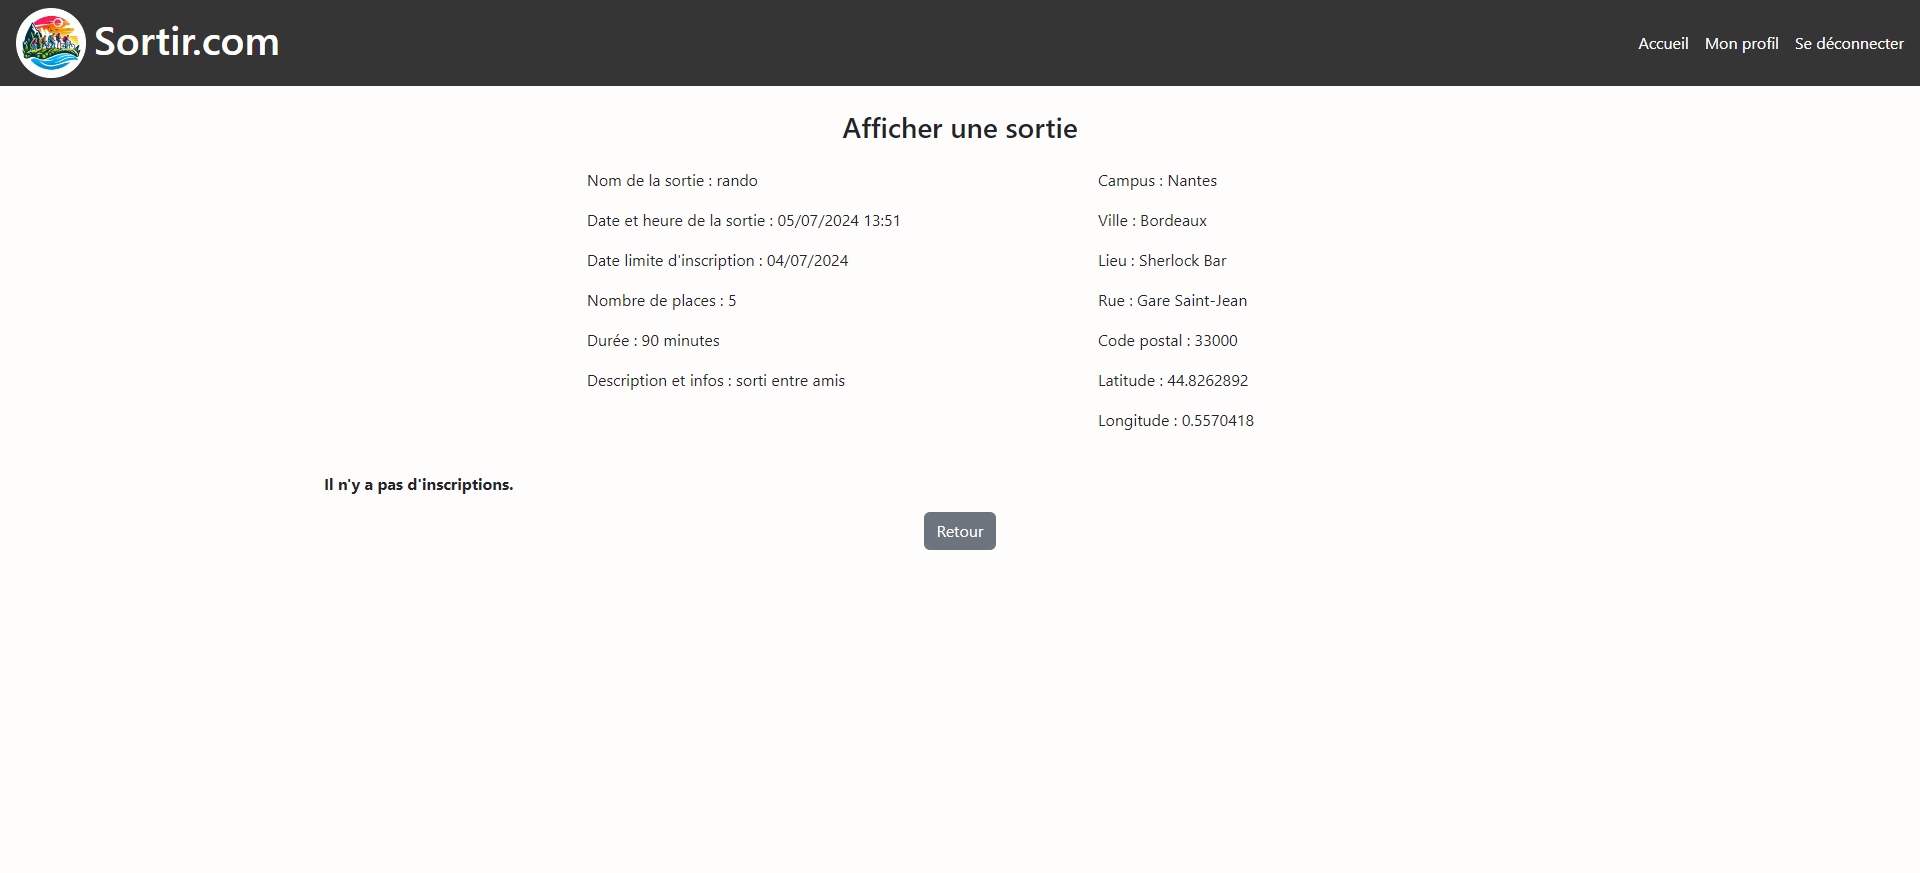 Sortir.com
Accueil Mon profil Se déconnecter
Afficher une sortie
Nom de la sortie : rando
Date et heure de la sortie : 05/07/2024 13:51
Date limite d'inscription : 04/07/2024
Nombre de places : 5
Durée : 90 minutes
Description et infos : sorti entre amis
Campus : Nantes
Ville : Bordeaux
Lieu : Sherlock Bar
Rue : Gare Saint-Jean
Code postal : 33000
Latitude : 44.8262892
Longitude : 0.5570418
Il n'y a pas d'inscriptions.
Retour